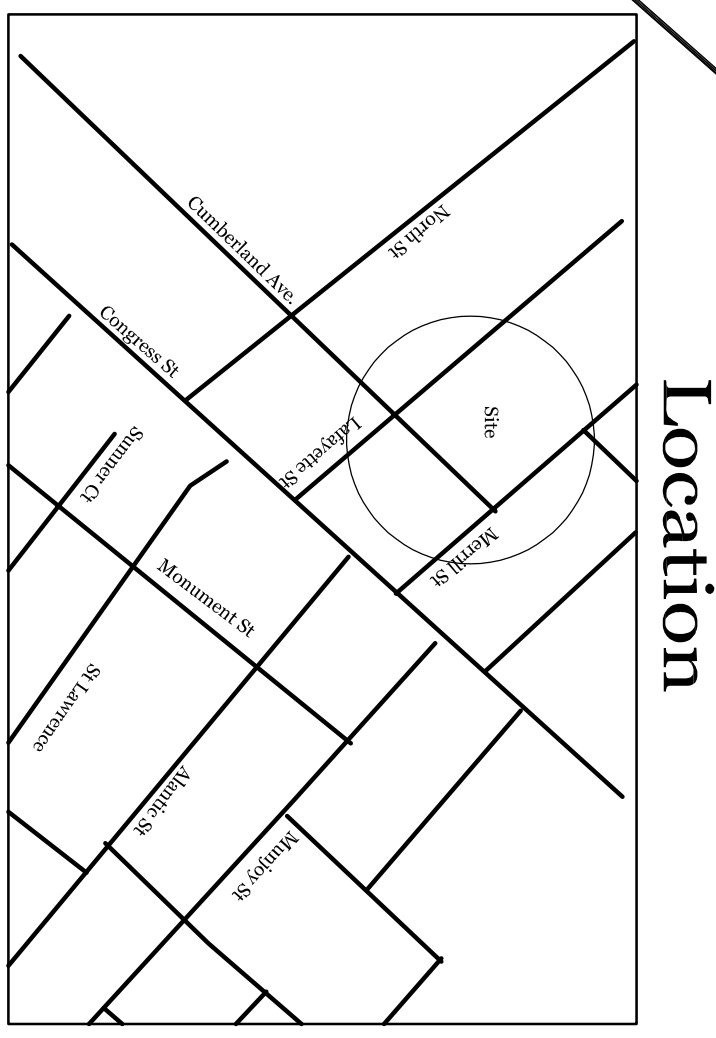 Location
North St
Cumberland Ave.
Congress St
Lafayette St
Site
Merrill St
Sumner Ct
Monument St
St Lawrence
Alantic St
Munjoy St